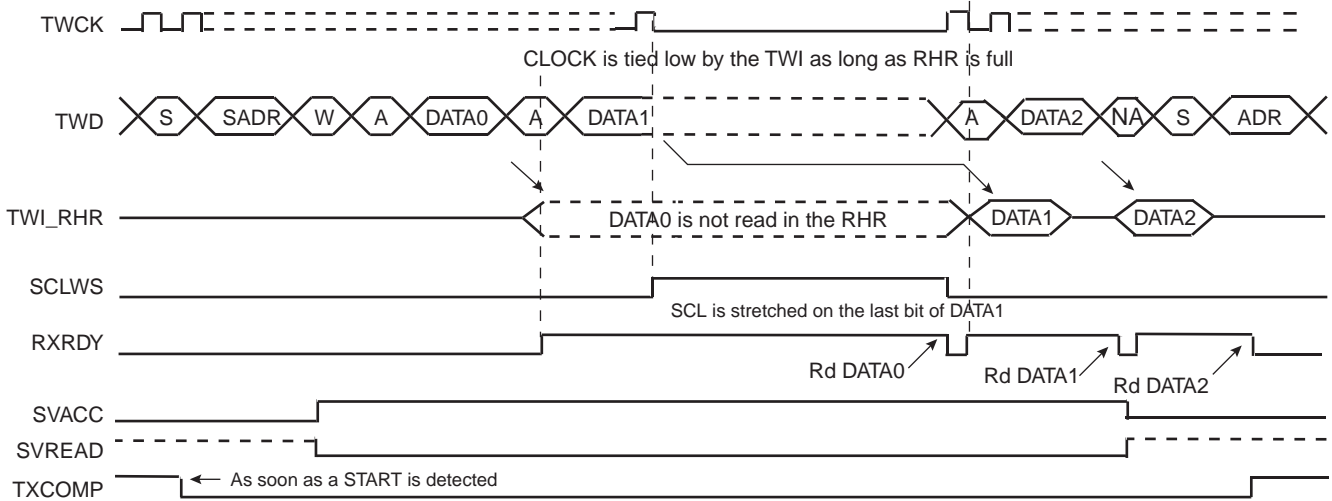 TWCK
CLOCK is tied low by the TWI as long as RHR is full
TWD S SADR W A DATA0 A DATA1 A DATA2 NA S ADR
TWI_RHR DATA0 is not read in the RHR DATA1 DATA2
SCLWS
SCL is stretched on the last bit of DATA1
RXRDY
Rd DATA0 Rd DATA1 Rd DATA2
SVACC
SVREAD
TXCOMP As soon as a START is detected